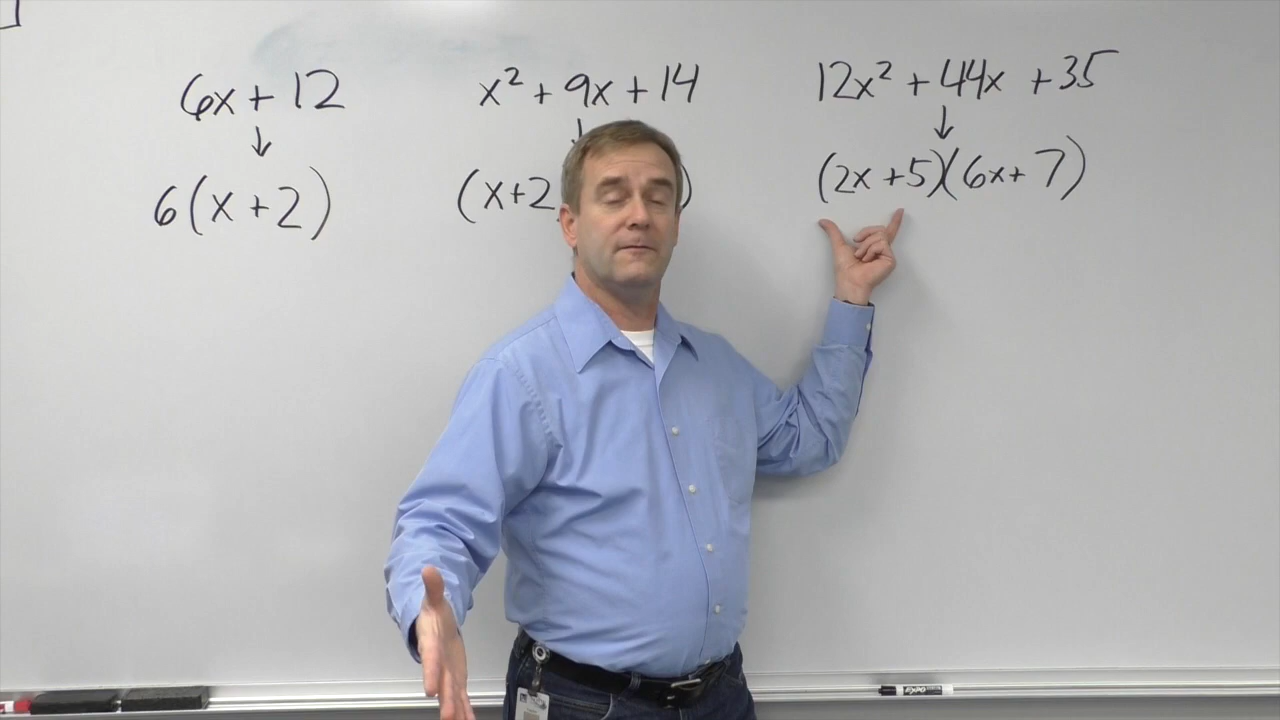 6x + 12
x² + 9x + 14
12x² + 44x + 35
↓
↓
↓
6(x + 2)
(x+2 )
(2x + 5)(6x + 7)
EXPO